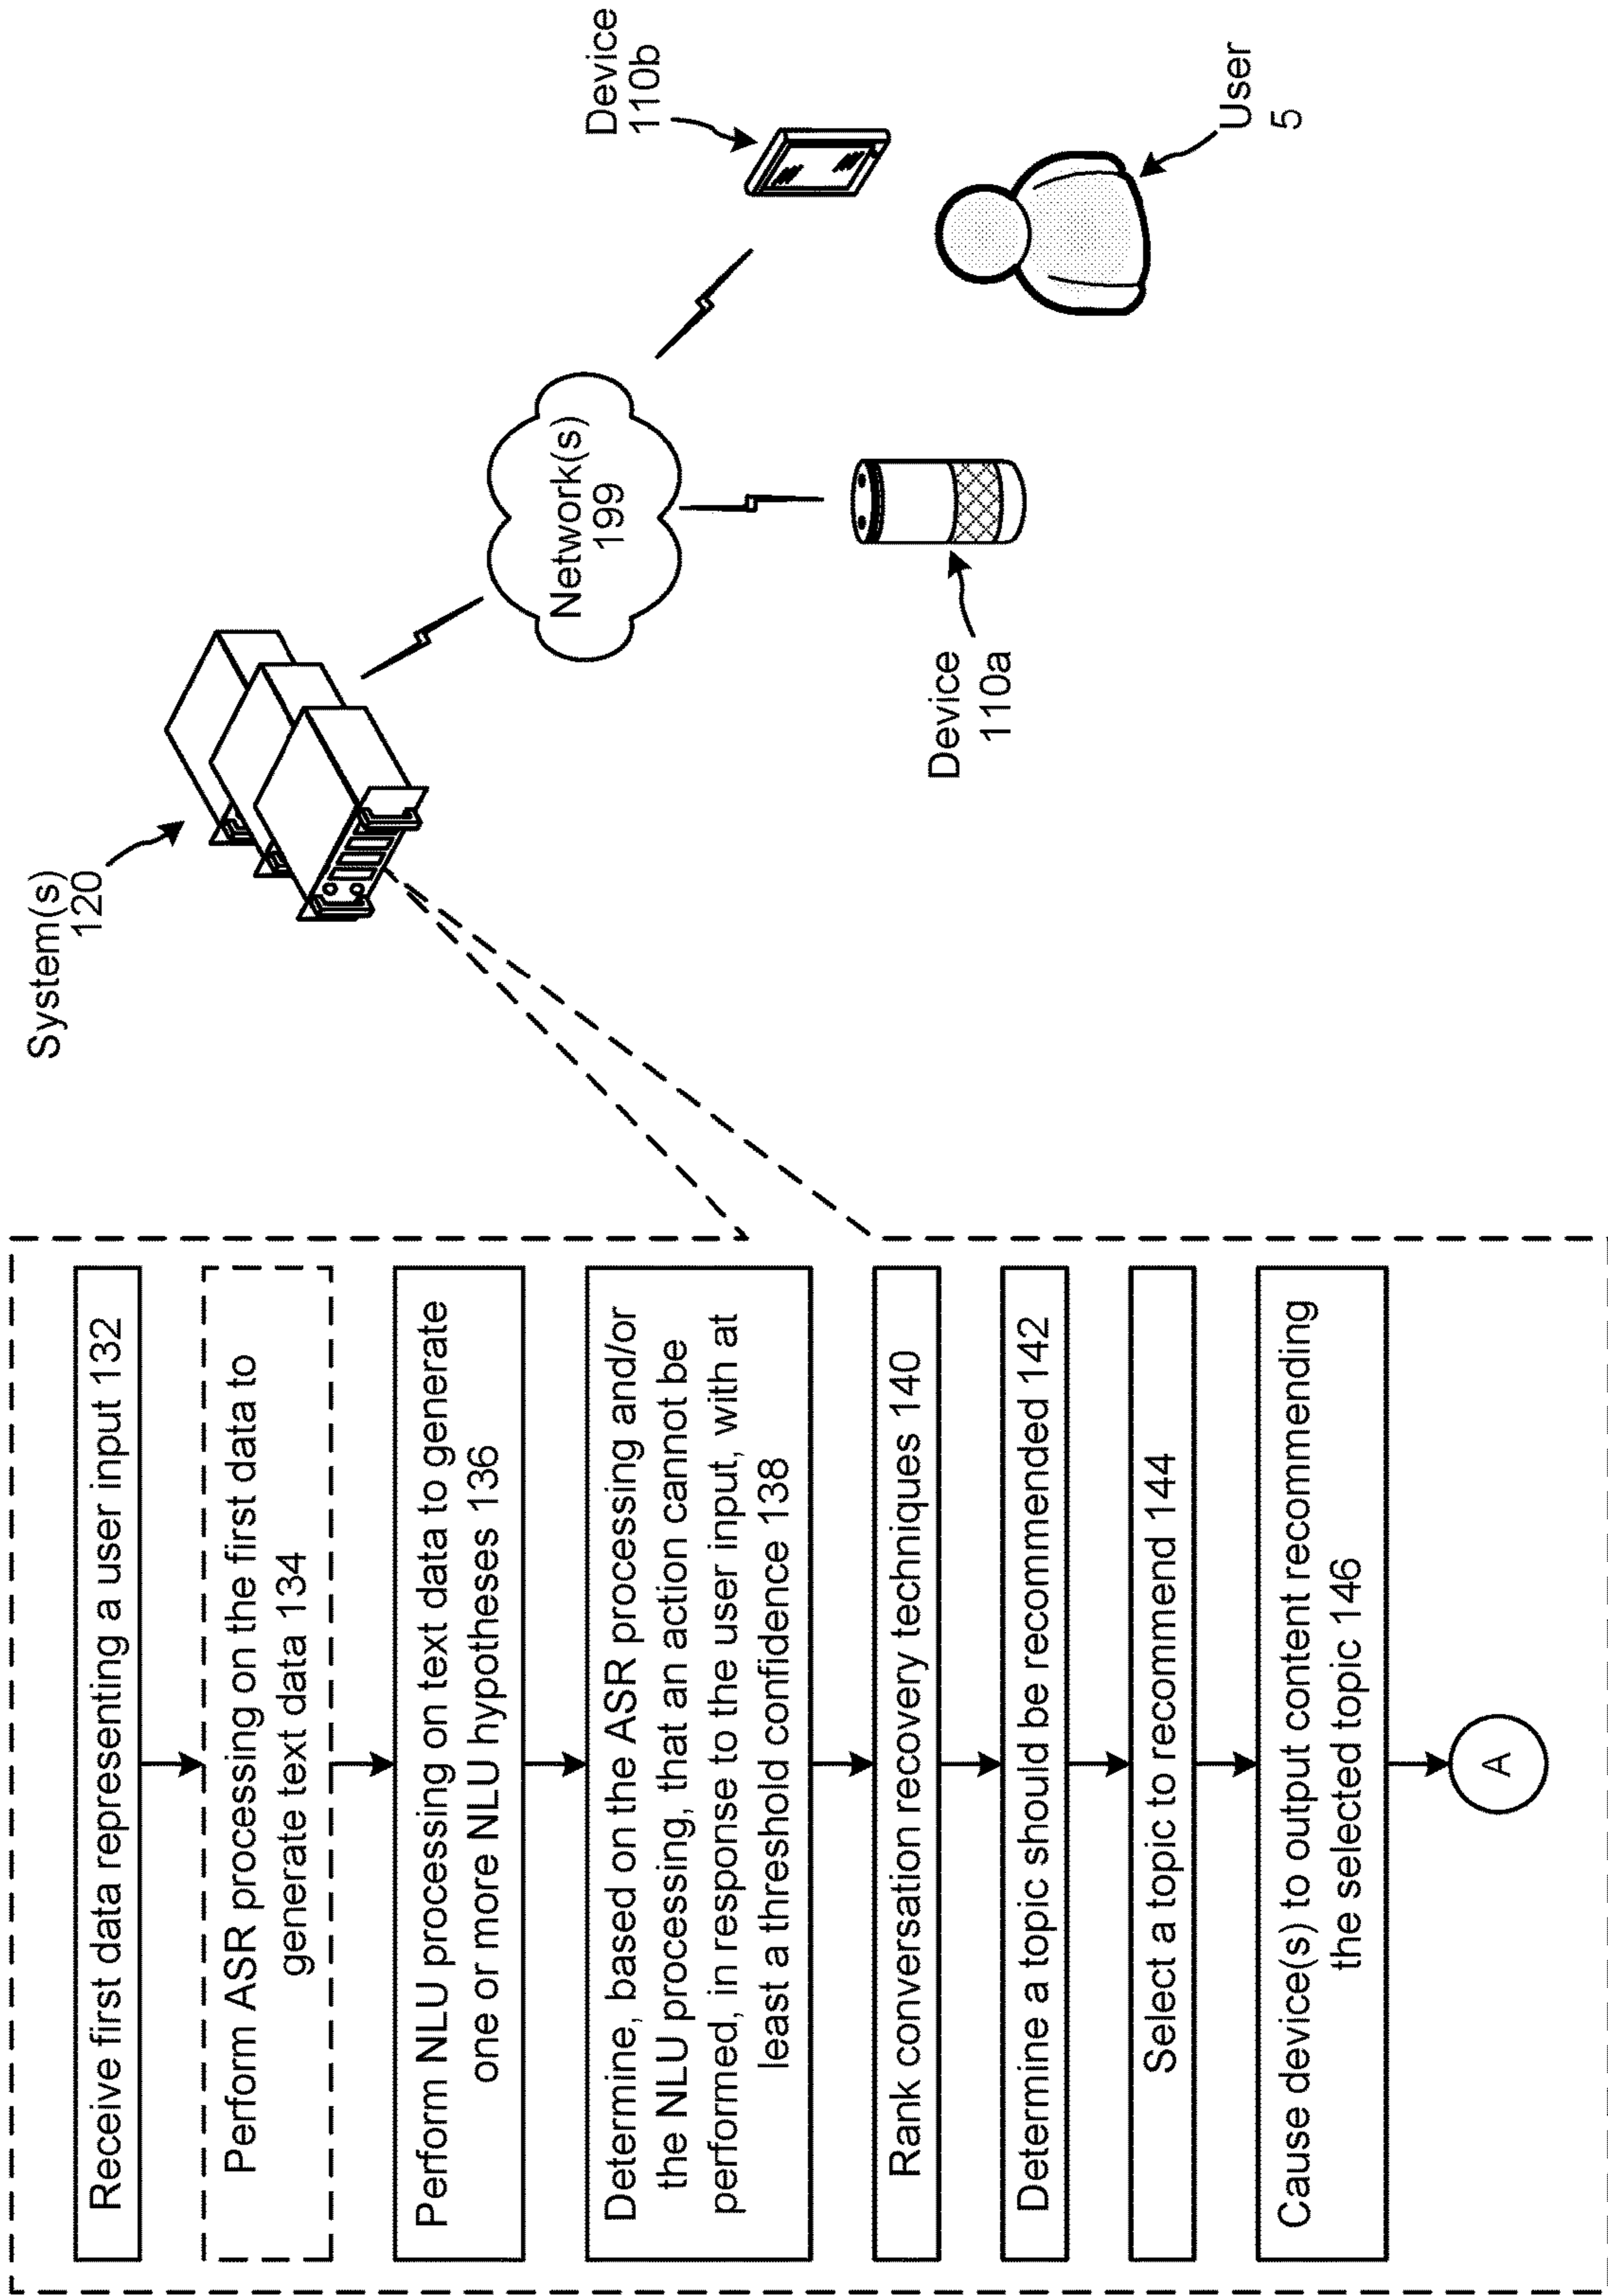 System(s)
120
Network(s)
199
Device
110a
Device
110b
User
5
Receive first data representing a user input 132
Perform ASR processing on the first data to
generate text data 134
Perform NLU processing on text data to generate
one or more NLU hypotheses 136
Determine, based on the ASR processing and/or
the NLU processing, that an action cannot be
performed, in response to the user input, with at
least a threshold confidence 138
Rank conversation recovery techniques 140
Determine a topic should be recommended 142
Select a topic to recommend 144
Cause device(s) to output content recommending
the selected topic 146
A